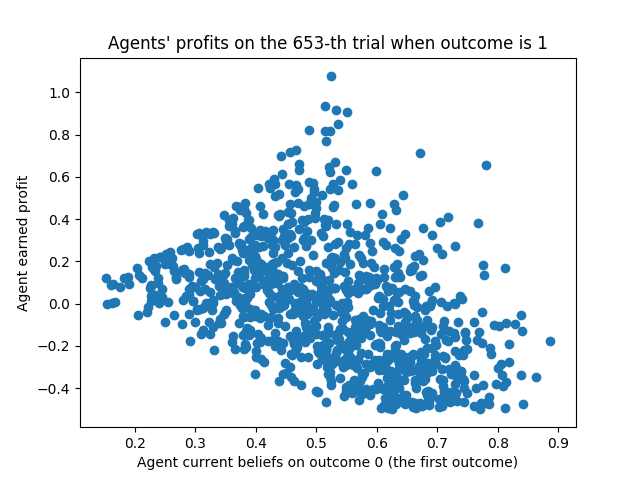 Agents' profits on the 653-th trial when outcome is 1
Agent earned profit
1.0
0.8
0.6
0.4
0.2
0.0
−0.2
−0.4
0.2 0.3 0.4 0.5 0.6 0.7 0.8 0.9
Agent current beliefs on outcome 0 (the first outcome)